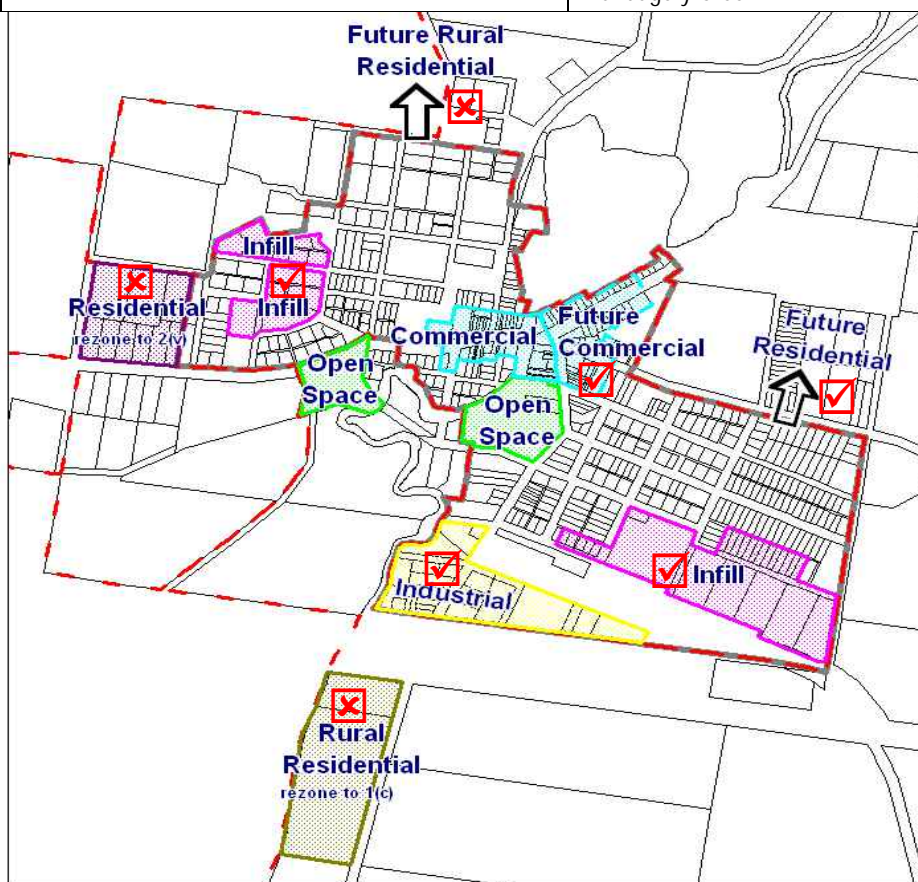 Future Rural
Residential
Infill
Residential
rezone to 2(v)
Infill
Commercial
Future
Commercial
Future
Residential
Open
Space
Open
Space
Industrial
Infill
Rural
Residential
rezone to 1(c)